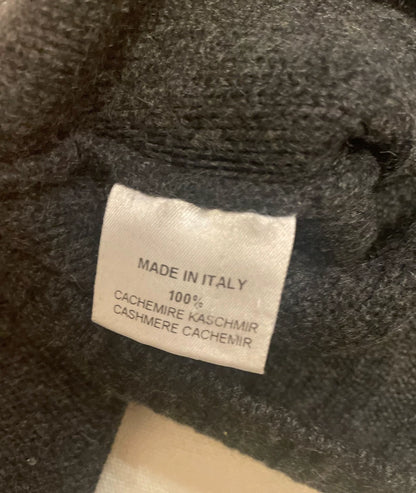 MADE IN ITALY
100%
CACHEMIRE KASCHMIR
CASHMERE CACHEMIR